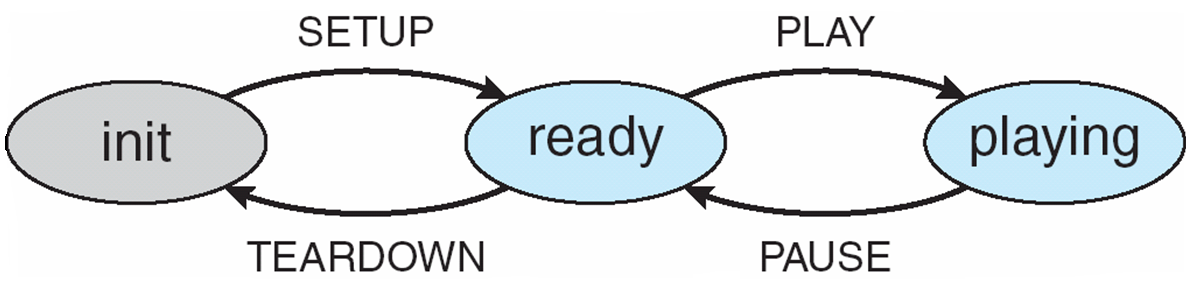 SETUP
PLAY
init
ready
playing
TEARDOWN
PAUSE